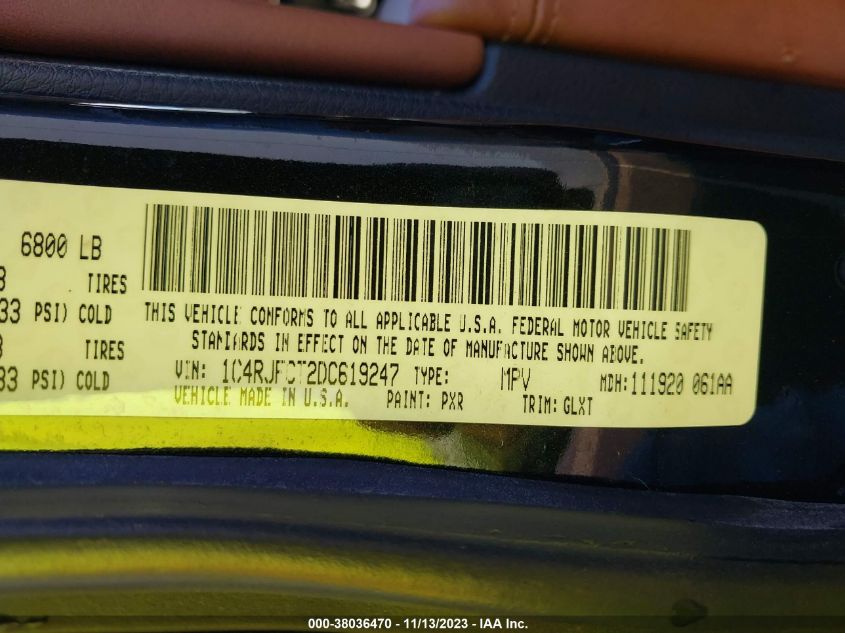 6800 LB
TIRES
33 PSI) COLD
TIRES
33 PSI) COLD
THIS VEHICLE CONFORMS TO ALL APPLICABLE U.S.A. FEDERAL MOTOR VEHICLE SAFETY
STANDARDS IN EFFECT ON THE DATE OF MANUFACTURE SHOWN ABOVE.
VIN: 1C4RJFCT2DC619247 TYPE: MPV MDH:111920 061AA
VEHICLE MADE IN U.S.A. PAINT: PXR TRIM: GLXT
000-38036470 - 11/13/2023 - IAA Inc.